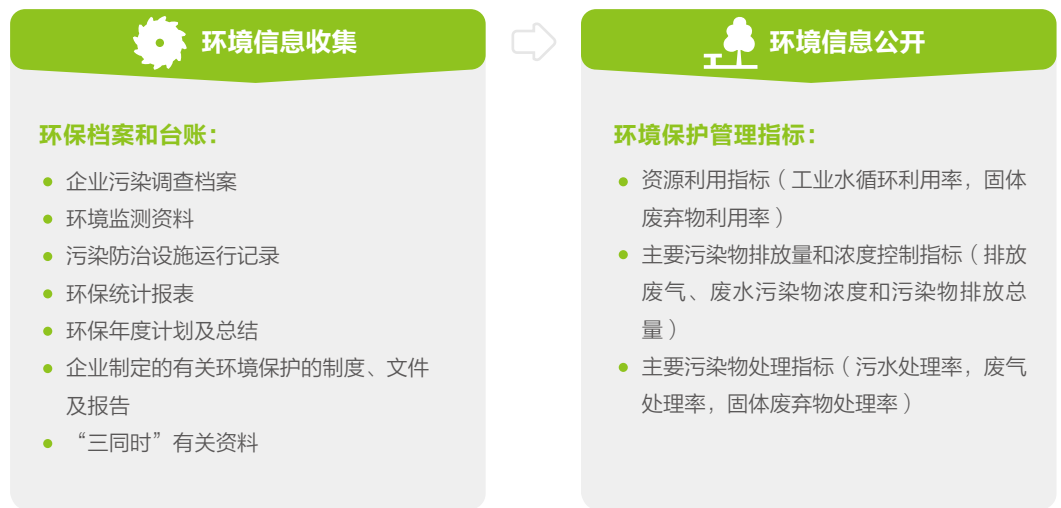 环境信息收集
环保档案和台账：
企业污染调查档案
环境监测资料
污染防治设施运行记录
环保统计报表
环保年度计划及总结
企业制定的有关环境保护的制度、文件
及报告
“三同时”有关资料
环境信息公开
环境保护管理指标：
资源利用指标（工业水循环利用率，固体
废弃物利用率）
主要污染物排放量和浓度控制指标（排放
废气、废水污染物浓度和污染物排放总
量）
主要污染物处理指标（污水处理率，废气
处理率，固体废弃物处理率）